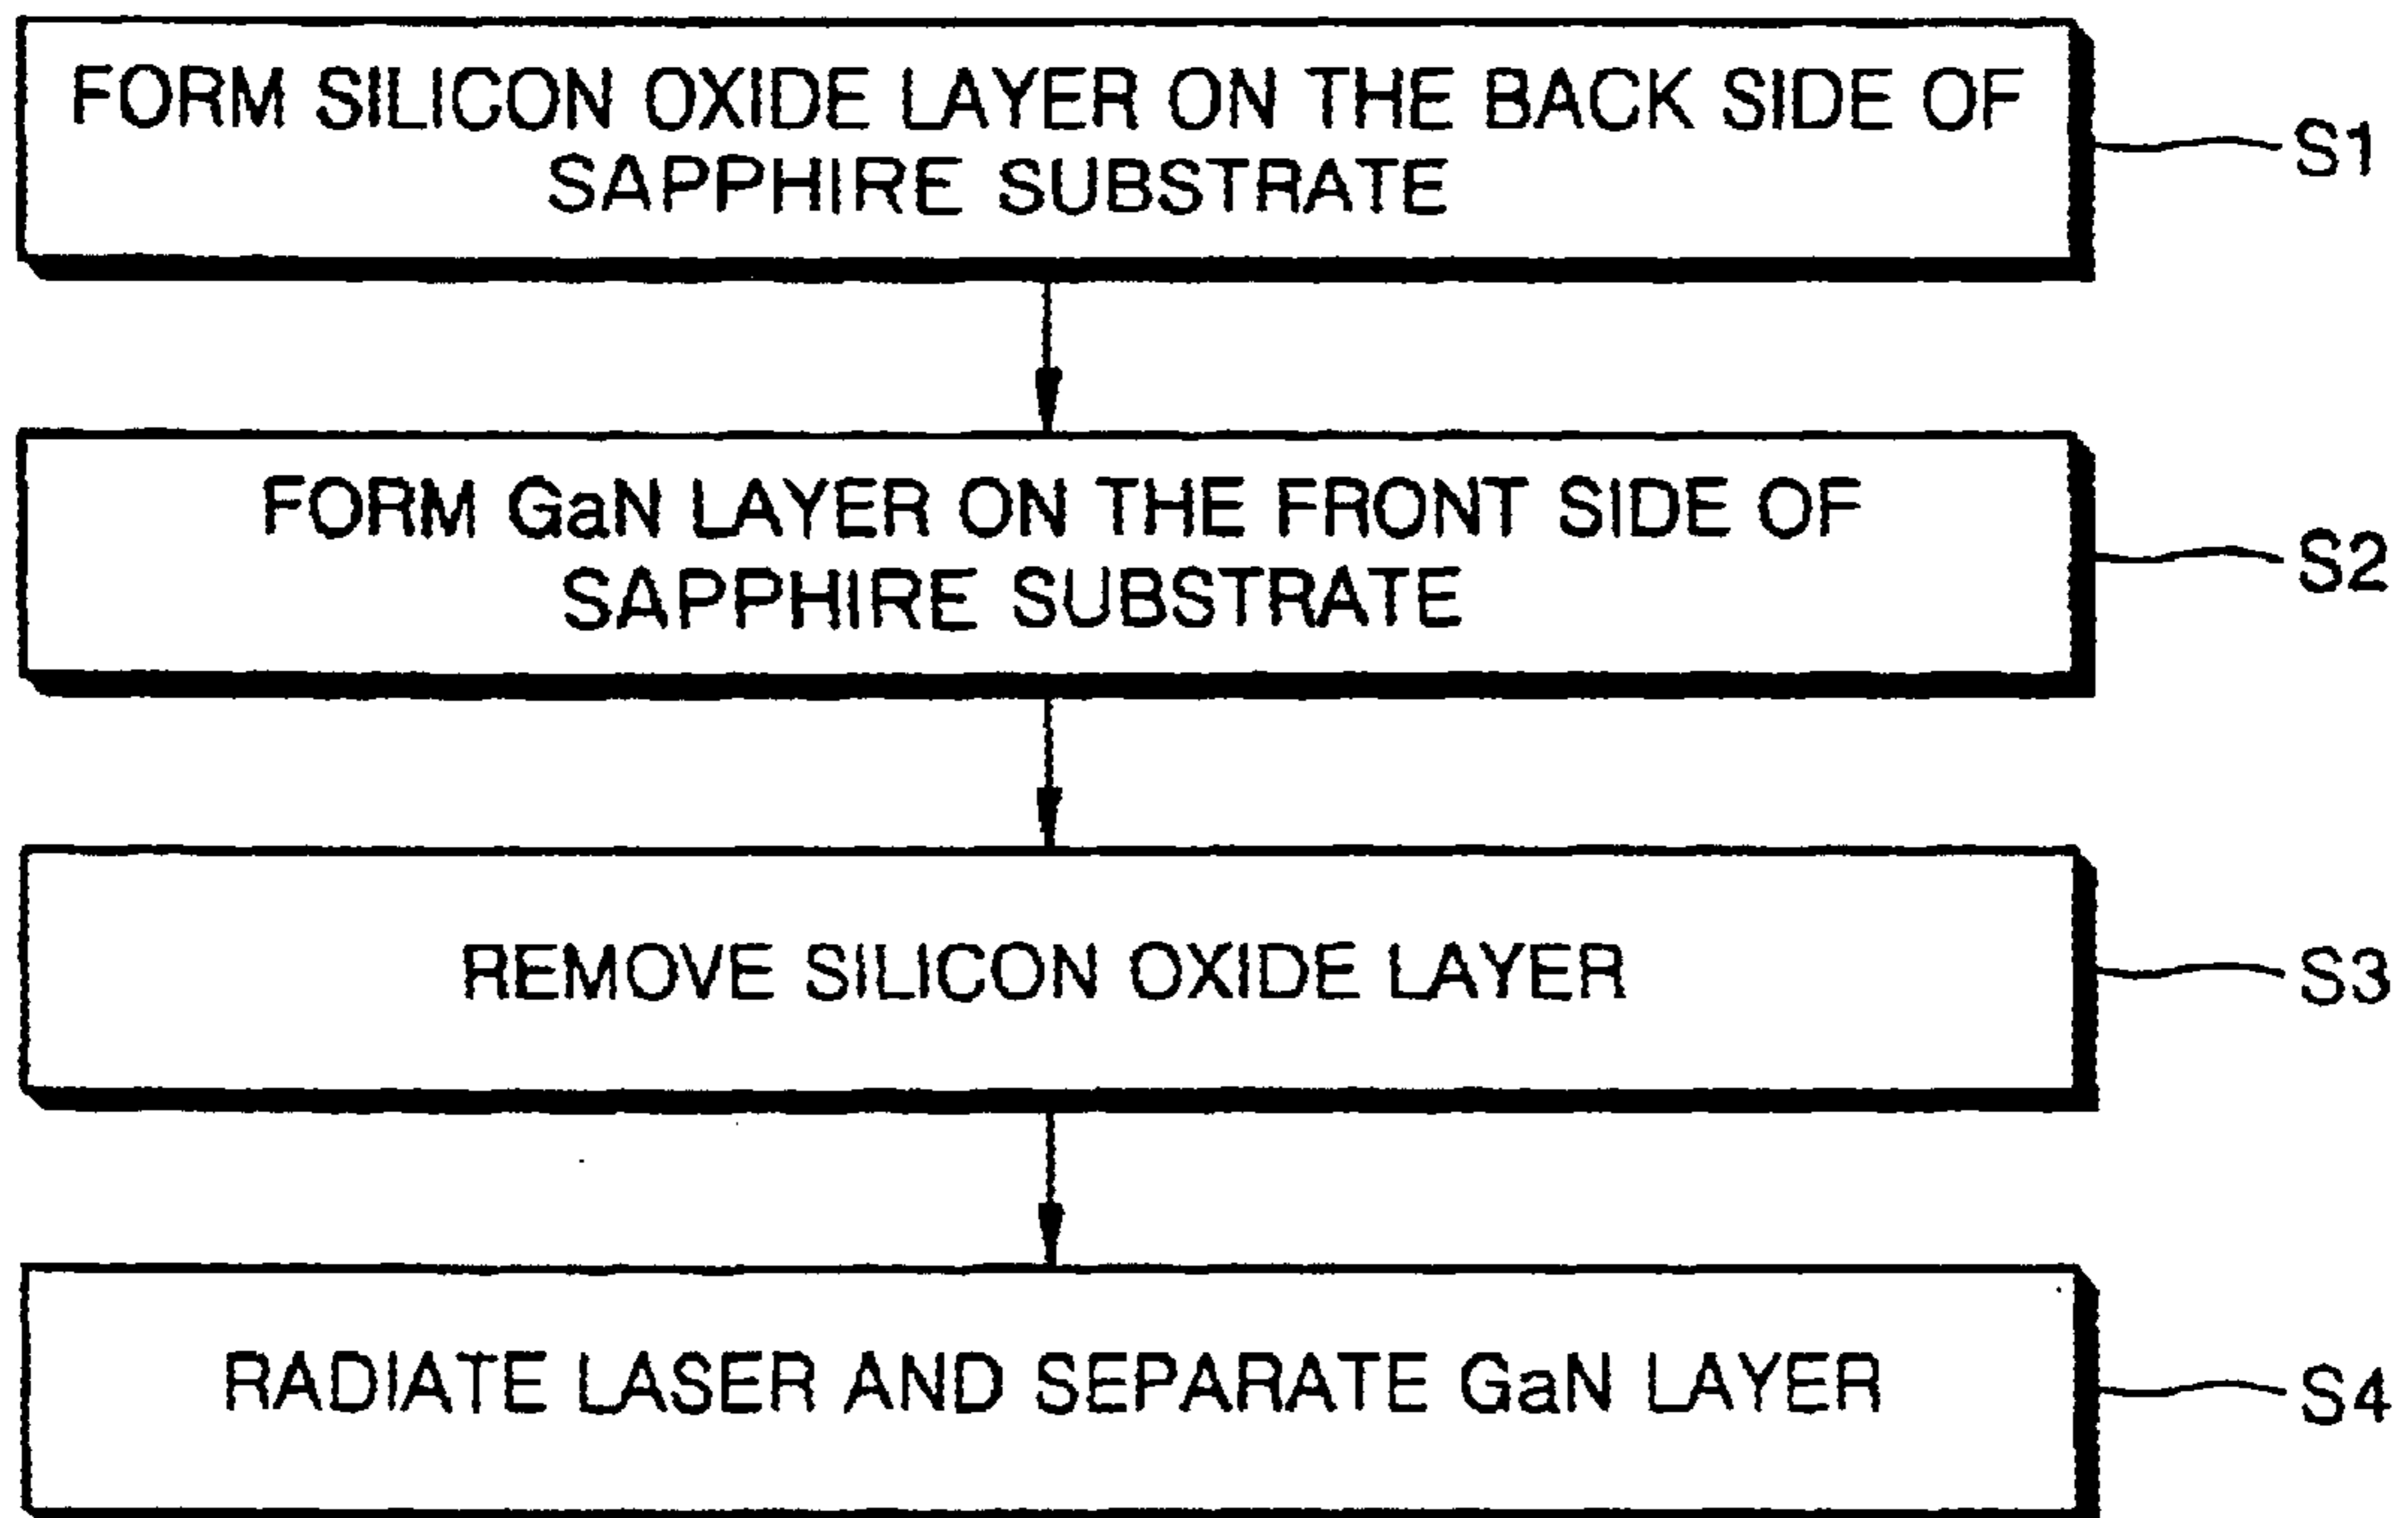 FORM SILICON OXIDE LAYER ON THE BACK SIDE OF
SAPPHIRE SUBSTRATE
S1
FORM GaN LAYER ON THE FRONT SIDE OF
SAPPHIRE SUBSTRATE
S2
REMOVE SILICON OXIDE LAYER
S3
RADIATE LASER AND SEPARATE GaN LAYER
S4